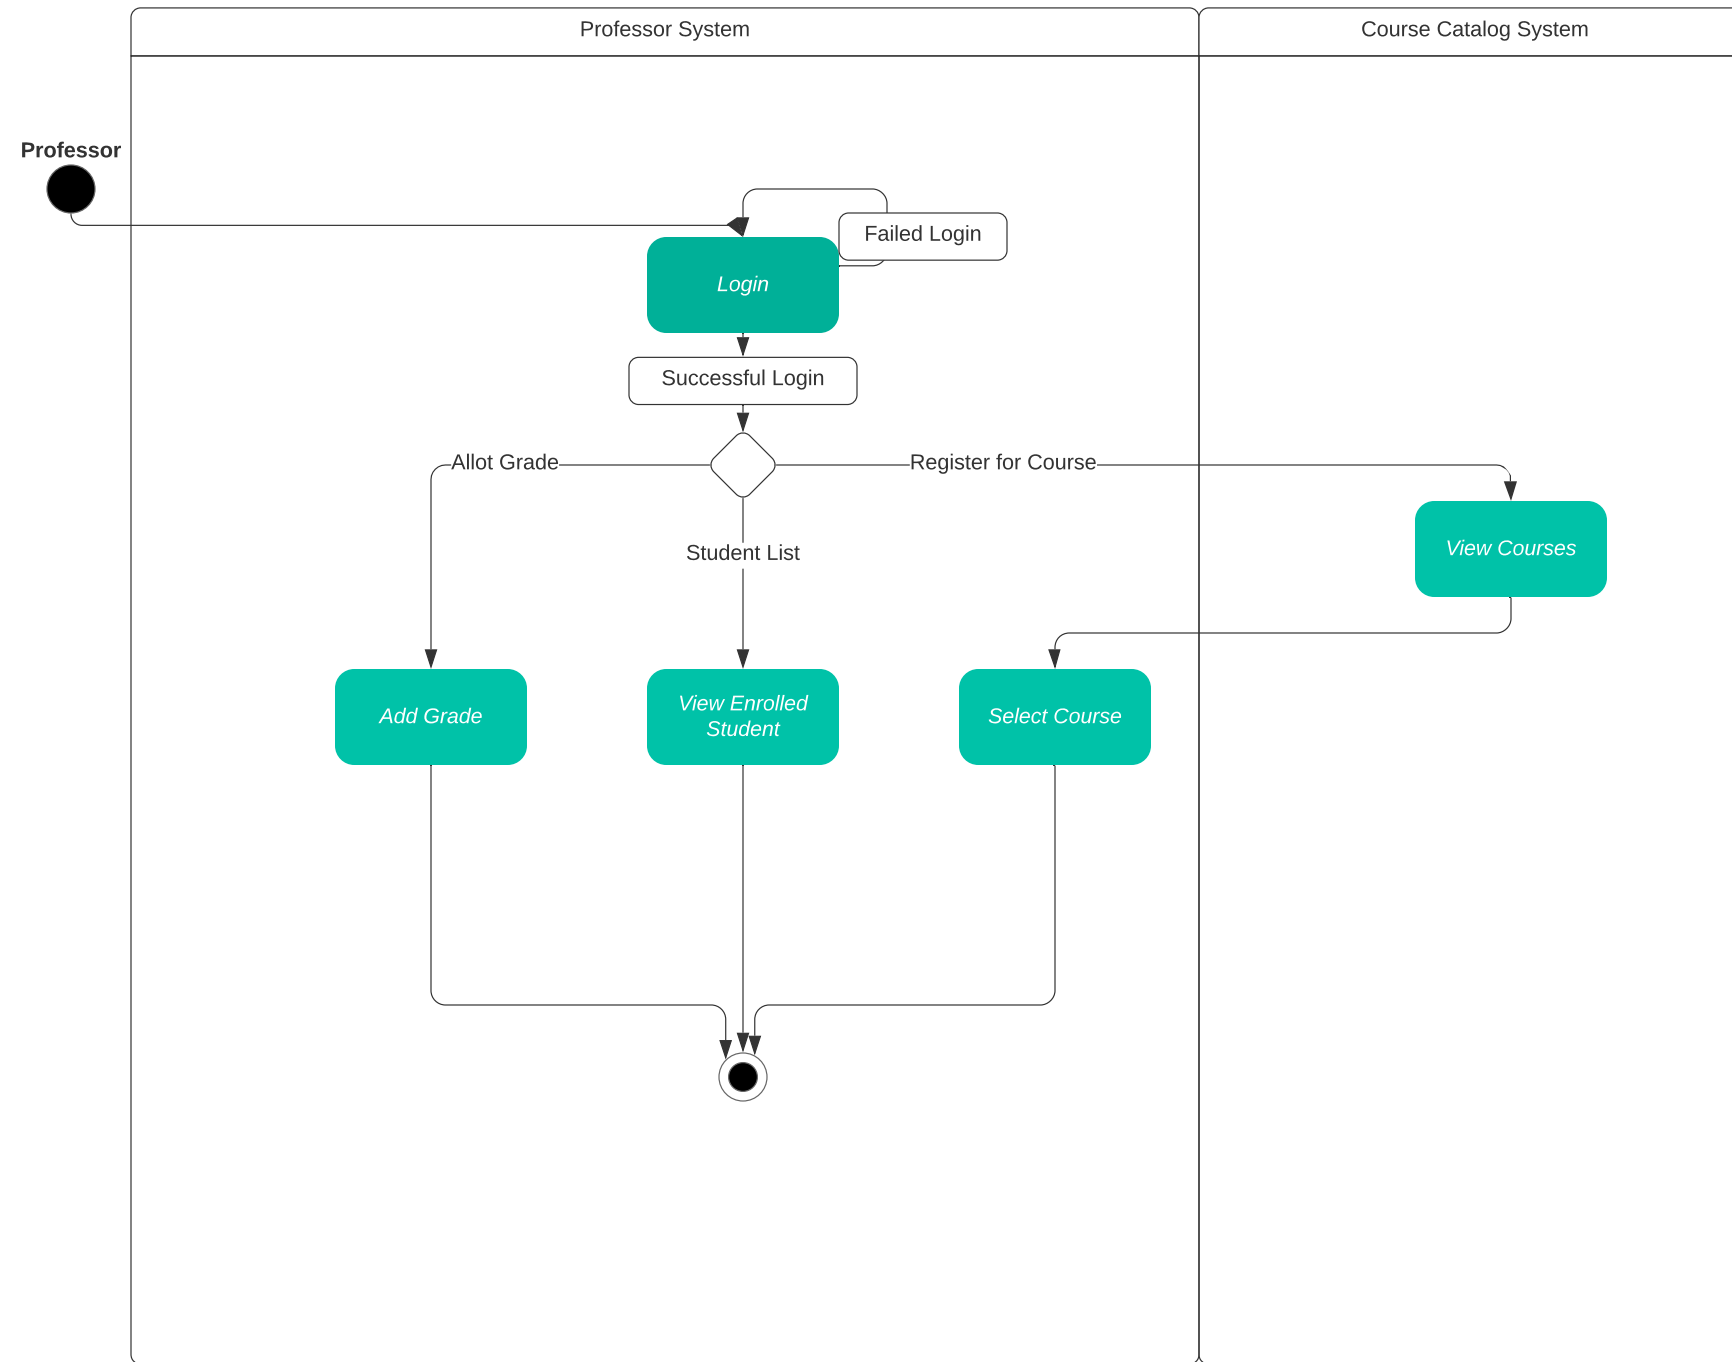 Professor System
Course Catalog System
Professor
Failed Login
Login
Successful Login
Allot Grade
Register for Course
Student List
View Courses
Add Grade
View Enrolled
Student
Select Course